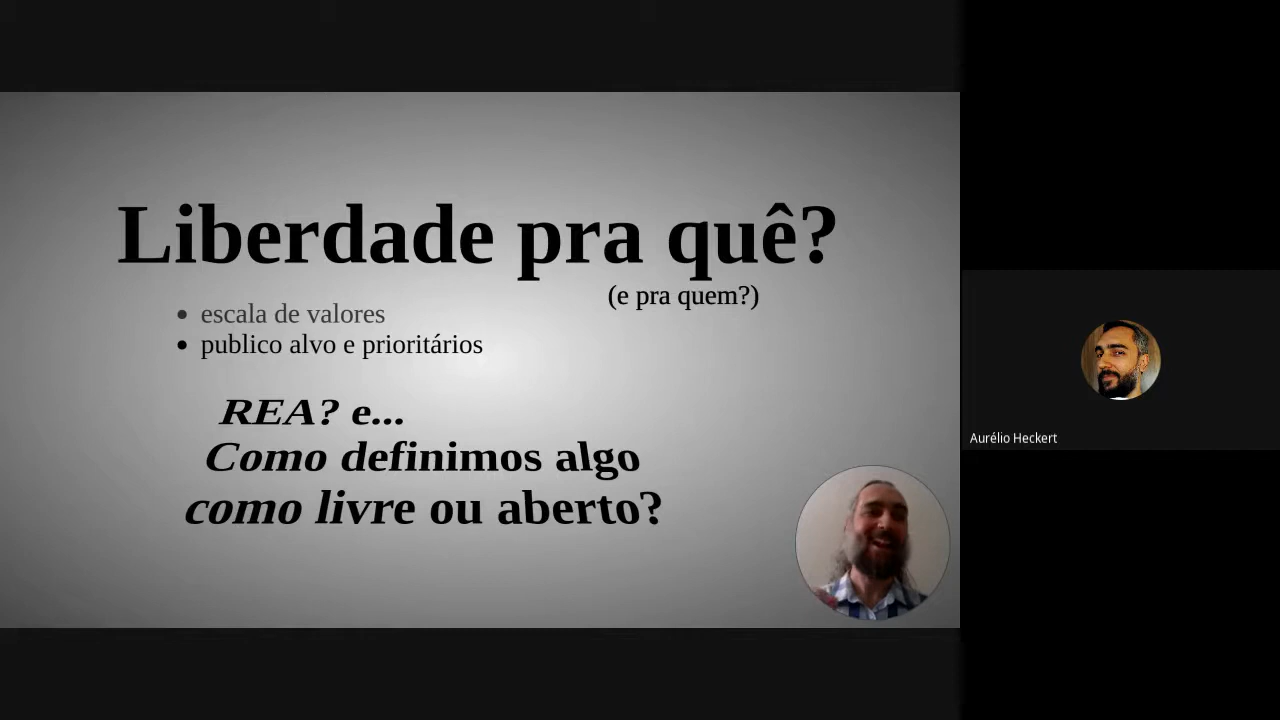 Liberdade pra quê?
(e pra quem?)
escala de valores
publico alvo e prioritários
REA? e...
Como definimos algo
como livre ou aberto?
Aurélio Heckert